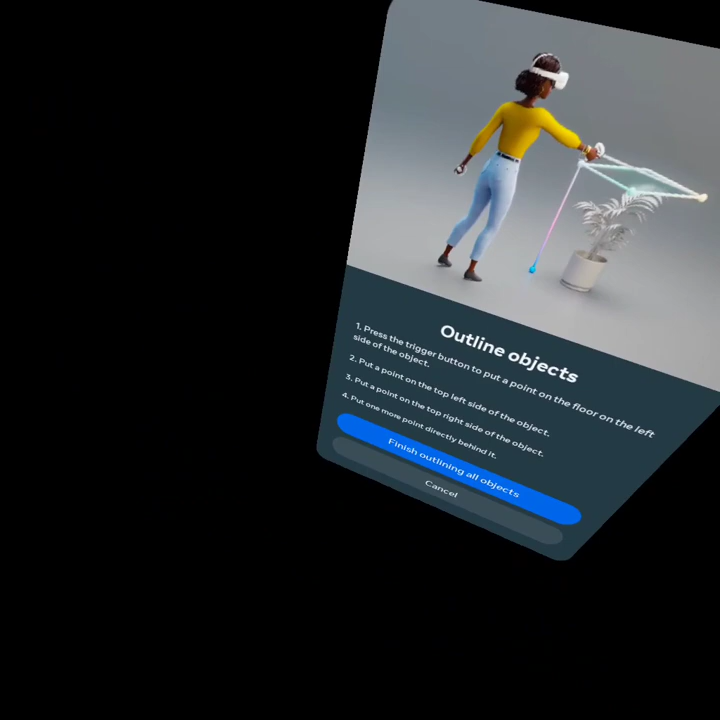 Outline objects
1. Press the trigger button to put a point on the floor on the left
side of the object.
2. Put a point on the top left side of the object.
3. Put a point on the top right side of the object.
4. Put one more point directly behind it.
Finish outlining all objects
Cancel